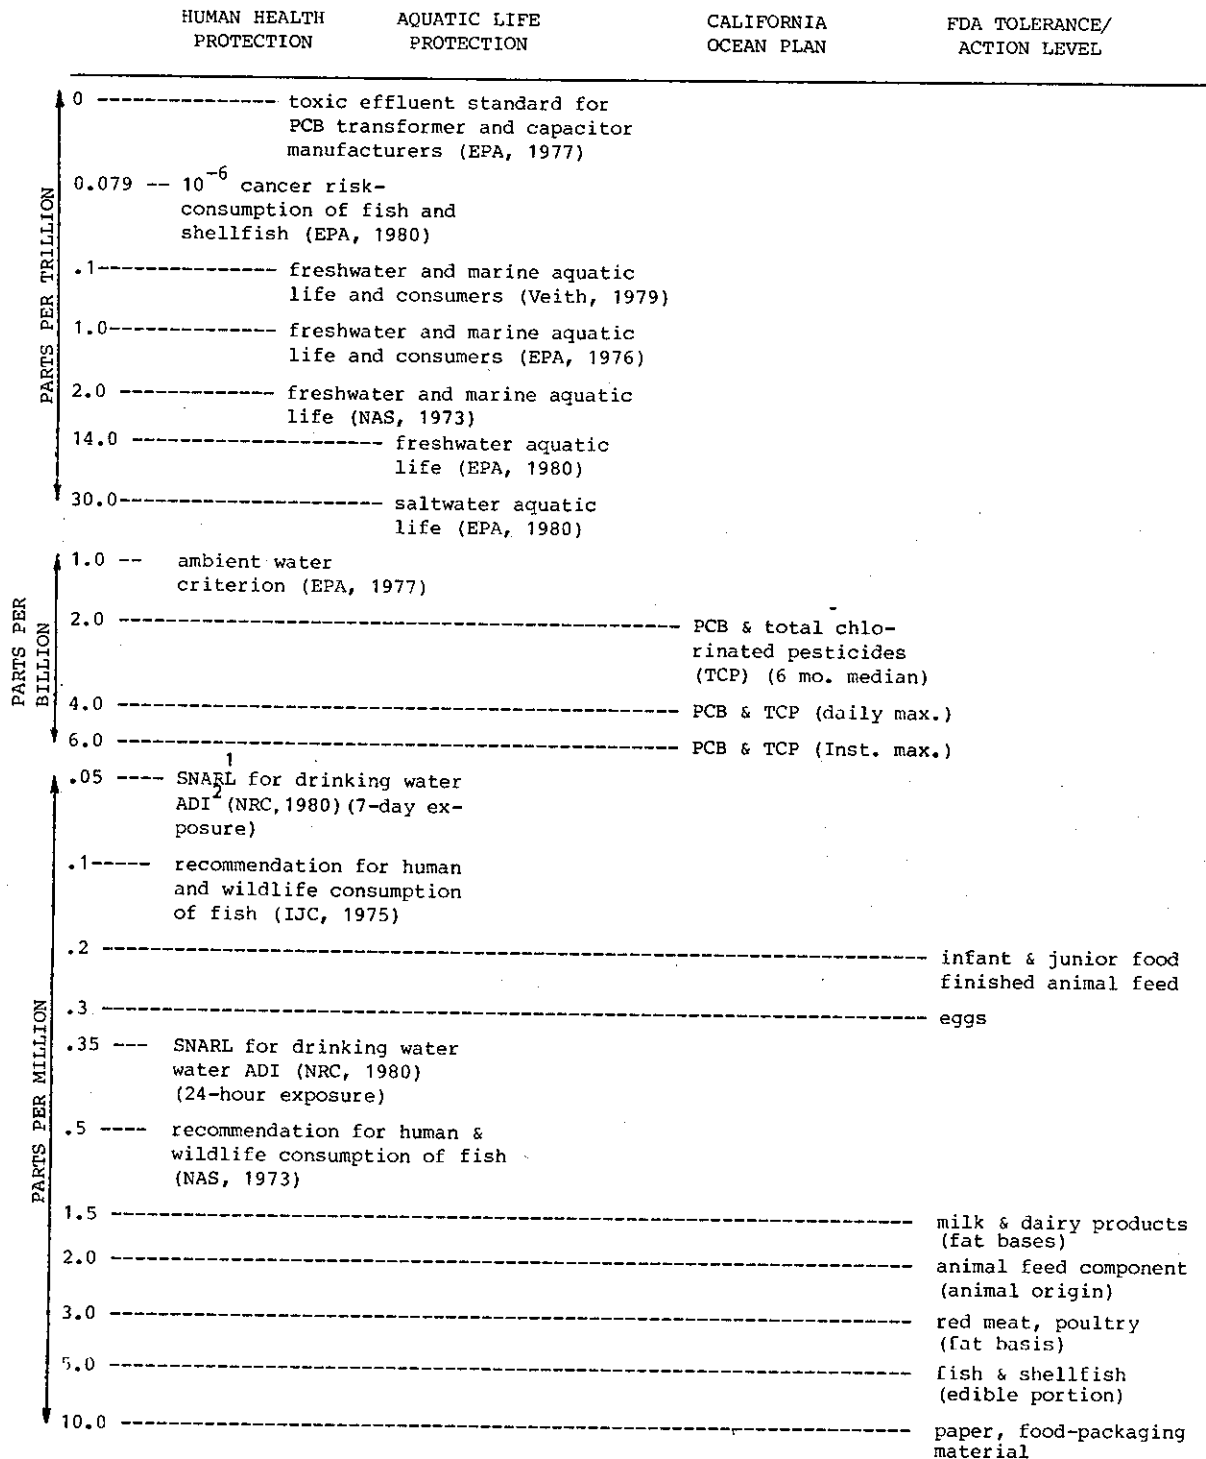 HUMAN HEALTH PROTECTION
AQUATIC LIFE PROTECTION
CALIFORNIA OCEAN PLAN
FDA TOLERANCE/ ACTION LEVEL
PARTS PER TRILLION
0 -------------- toxic effluent standard for
PCB transformer and capacitor
manufacturers (EPA, 1977)
0.079 -- 10^-6 cancer risk-
consumption of fish and
shellfish (EPA, 1980)
.1-------------- freshwater and marine aquatic
life and consumers (Veith, 1979)
1.0------------- freshwater and marine aquatic
life and consumers (EPA, 1976)
2.0 ------------ freshwater and marine aquatic
life (NAS, 1973)
14.0 -------------------- freshwater aquatic
life (EPA, 1980)
30.0--------------------- saltwater aquatic
life (EPA, 1980)
PARTS PER
BILLION
1.0 -- ambient water
criterion (EPA, 1977)
2.0 --------------------------------------------- PCB & total chlo-
rinated pesticides
(TCP) (6 mo. median)
4.0 --------------------------------------------- PCB & TCP (daily max.)
6.0 --------------------------------------------- PCB & TCP (Inst. max.)
PARTS PER MILLION
.05 ---- SNARL1 for drinking water
ADI2 (NRC,1980)(7-day ex-
posure)
.1----- recommendation for human
and wildlife consumption
of fish (IJC, 1975)
.2 ------------------------------------------------------------------ infant & junior food
finished animal feed
.3 ------------------------------------------------------------------ eggs
.35 --- SNARL for drinking water
water ADI (NRC, 1980)
(24-hour exposure)
.5 ---- recommendation for human &
wildlife consumption of fish
(NAS, 1973)
1.5 ---------------------------------------------------------------- milk & dairy products
(fat bases)
2.0 ---------------------------------------------------------------- animal feed component
(animal origin)
3.0 ---------------------------------------------------------------- red meat, poultry
(fat basis)
5.0 ---------------------------------------------------------------- fish & shellfish
(edible portion)
10.0 ---------------------------------------------------------------- paper, food-packaging
material